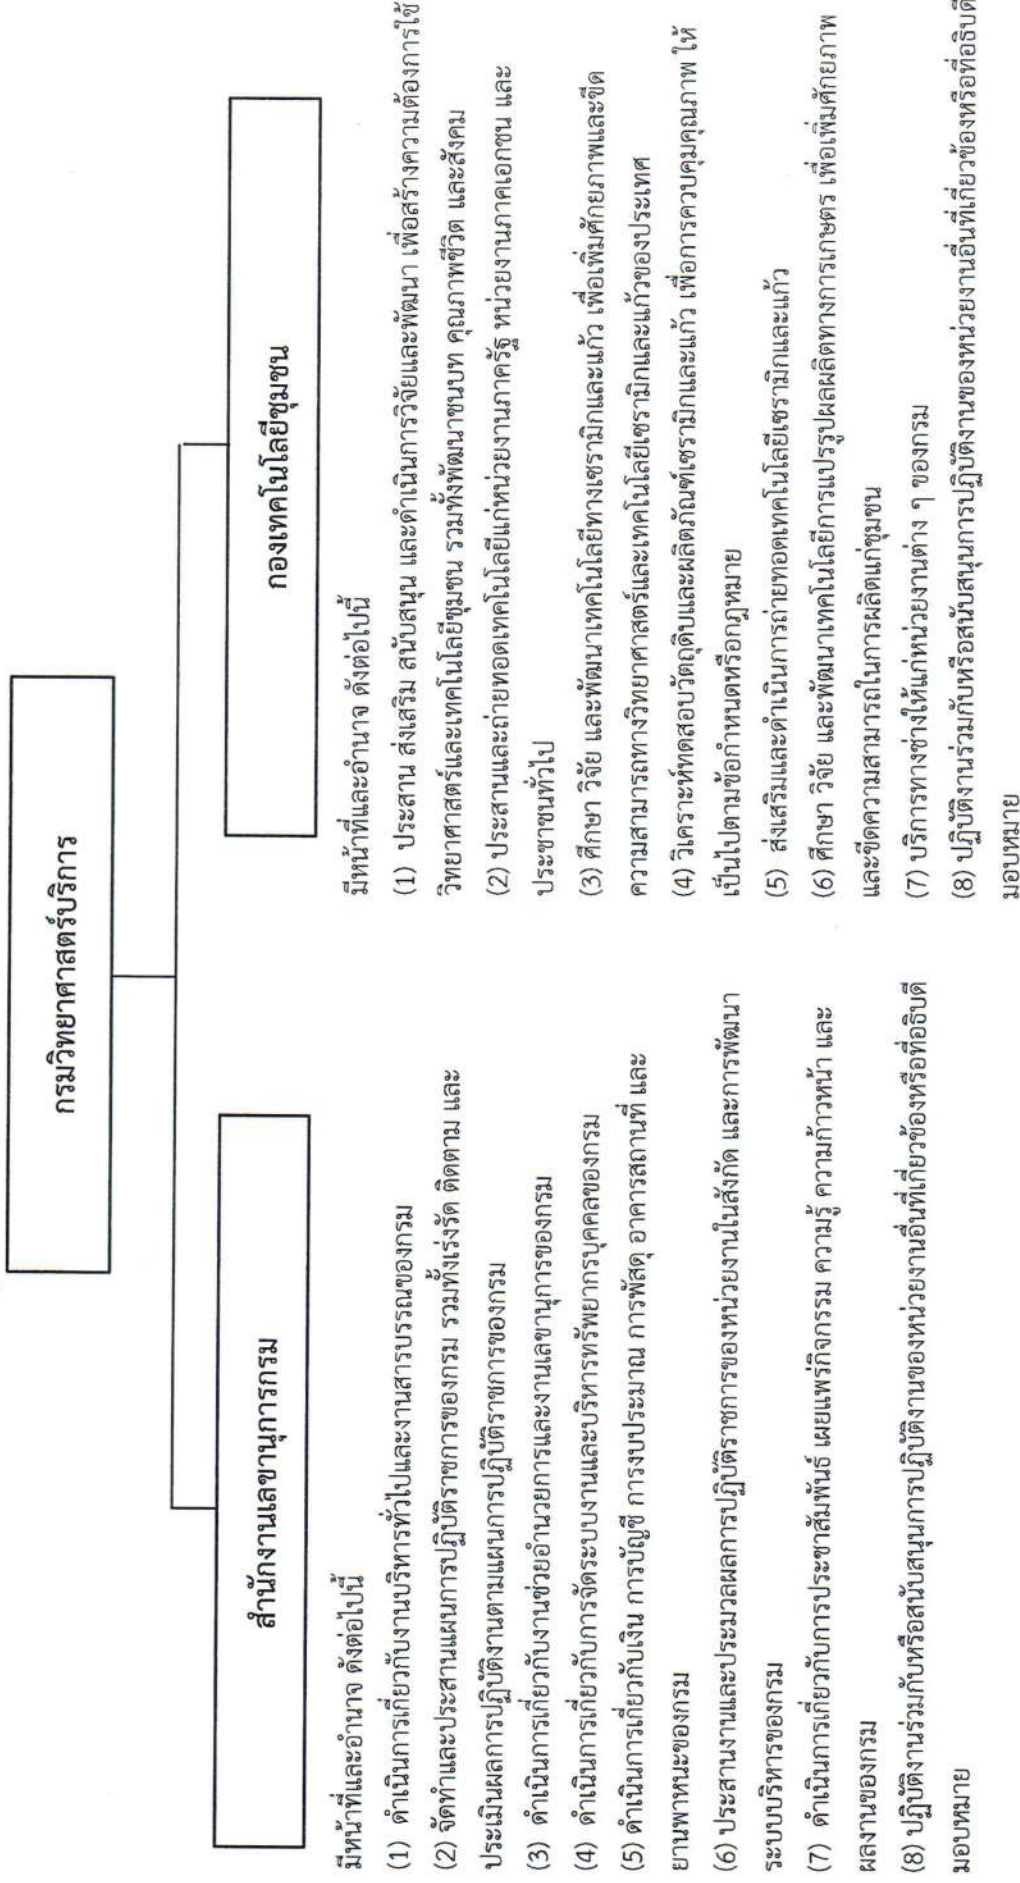 กรมวิทยาศาสตร์บริการ
สำนักงานเลขานุการกรม
มีหน้าที่และอำนาจ ดังต่อไปนี้
(1) ดำเนินการเกี่ยวกับงานบริหารทั่วไปและงานสารบรรณของกรม
(2) จัดทำและประสานแผนการปฏิบัติราชการของกรม รวมทั้งเร่งรัด ติดตาม และ
ประเมินผลการปฏิบัติงานตามแผนการปฏิบัติราชการของกรม
(3) ดำเนินการเกี่ยวกับงานช่วยอำนวยการและงานเลขานุการของกรม
(4) ดำเนินการเกี่ยวกับการจัดระบบงานและบริหารทรัพยากรบุคคลของกรม
(5) ดำเนินการเกี่ยวกับเงิน การบัญชี การงบประมาณ การพัสดุ อาคารสถานที่ และ
ยานพาหนะของกรม
(6) ประสานงานและประมวลผลการปฏิบัติราชการของหน่วยงานในสังกัด และการพัฒนา
ระบบบริหารของกรม
(7) ดำเนินการเกี่ยวกับการประชาสัมพันธ์ เผยแพร่กิจกรรม ความรู้ ความก้าวหน้า และ
ผลงานของกรม
(8) ปฏิบัติงานร่วมกับหรือสนับสนุนการปฏิบัติงานของหน่วยงานอื่นที่เกี่ยวข้องหรือที่อธิบดี
มอบหมาย
กองเทคโนโลยีชุมชน
มีหน้าที่และอำนาจ ดังต่อไปนี้
(1) ประสาน ส่งเสริม สนับสนุน และดำเนินการวิจัยและพัฒนา เพื่อสร้างความต้องการใช้
วิทยาศาสตร์และเทคโนโลยีชุมชน รวมทั้งพัฒนาชนบท คุณภาพชีวิต และสังคม
(2) ประสานและถ่ายทอดเทคโนโลยีแก่หน่วยงานภาครัฐ หน่วยงานภาคเอกชน และ
ประชาชนทั่วไป
(3) ศึกษา วิจัย และพัฒนาเทคโนโลยีทางเซรามิกและแก้ว เพื่อเพิ่มศักยภาพและขีด
ความสามารถทางวิทยาศาสตร์และเทคโนโลยีเซรามิกและแก้วของประเทศ
(4) วิเคราะห์ทดสอบวัตถุดิบและผลิตภัณฑ์เซรามิกและแก้ว เพื่อการควบคุมคุณภาพ ให้
เป็นไปตามข้อกำหนดหรือกฎหมาย
(5) ส่งเสริมและดำเนินการถ่ายทอดเทคโนโลยีเซรามิกและแก้ว
(6) ศึกษา วิจัย และพัฒนาเทคโนโลยีการแปรรูปผลผลิตทางการเกษตร เพื่อเพิ่มศักยภาพ
และขีดความสามารถในการผลิตแก่ชุมชน
(7) บริการทางช่างให้แก่หน่วยงานต่าง ๆ ของกรม
(8) ปฏิบัติงานร่วมกับหรือสนับสนุนการปฏิบัติงานของหน่วยงานอื่นที่เกี่ยวข้องหรือที่อธิบดี
มอบหมาย